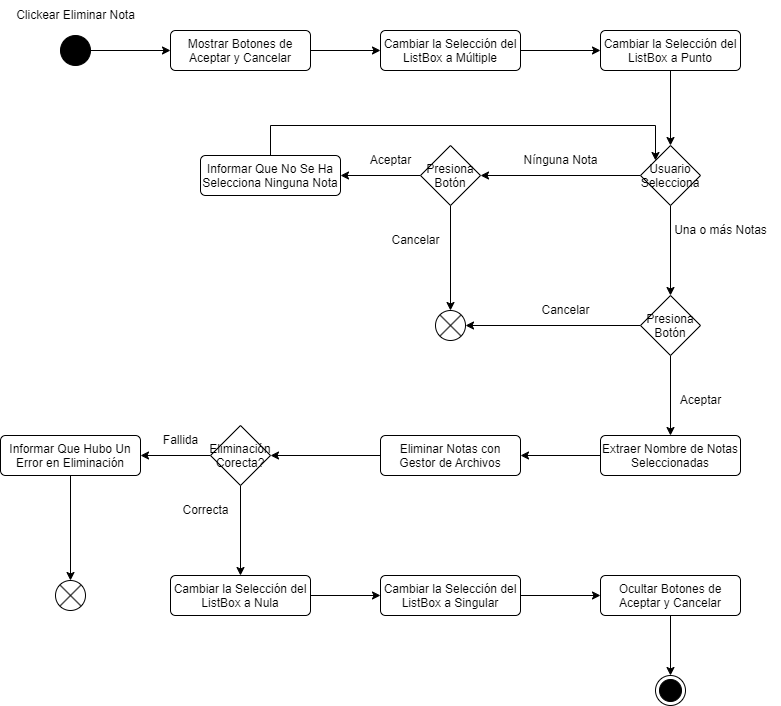 Clickear Eliminar Nota
Mostrar Botones de
Aceptar y Cancelar
Cambiar la Selección del
ListBox a Múltiple
Cambiar la Selección del
ListBox a Punto
Informar Que No Se Ha
Selecciona Ninguna Nota
Aceptar
Presiona
Botón
Nínguna Nota
Usuario
Selecciona
Cancelar
Una o más Notas
Cancelar
Presiona
Botón
Aceptar
Informar Que Hubo Un
Error en Eliminación
Fallida
Eliminación
Corecta?
Eliminar Notas con
Gestor de Archivos
Extraer Nombre de Notas
Seleccionadas
Correcta
Cambiar la Selección del
ListBox a Nula
Cambiar la Selección del
ListBox a Singular
Ocultar Botones de
Aceptar y Cancelar